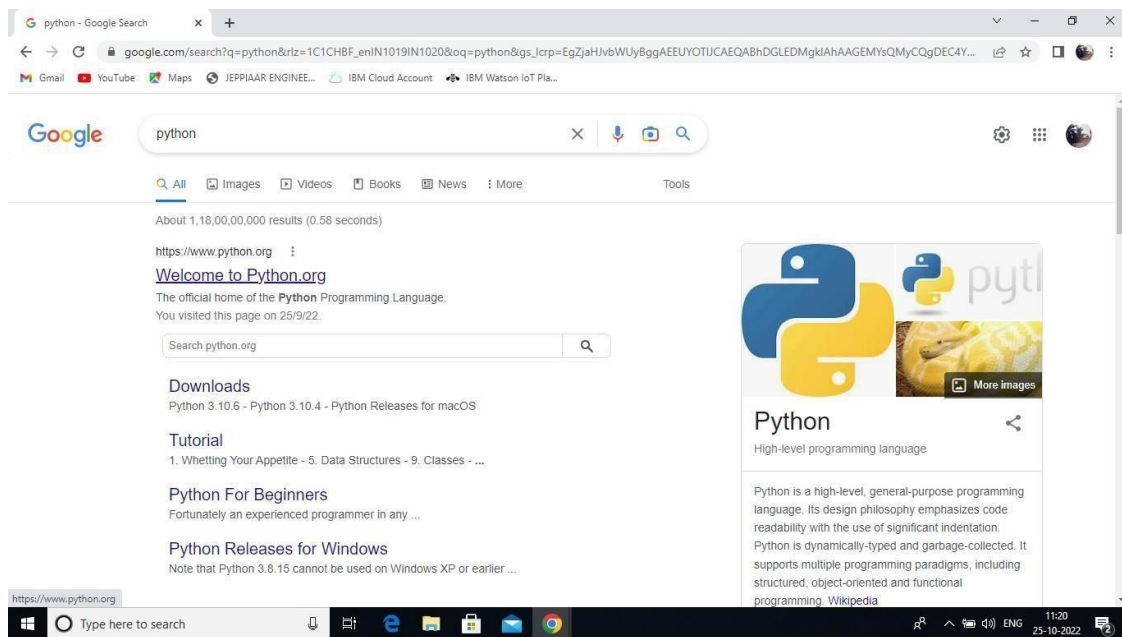 python - Google Search
google.com/search?q=python&rlz=1C1CHBF_enIN1019IN1020&oq=python&gs_lcrp=EgZjaHJvbWUyBggAEEUYOTIJCAEQABhDGLEDMgkIAhAAGEMYsQMyCQgDEC4Y...
Gmail YouTube Maps JEPPIAAR ENGINEE... IBM Cloud Account IBM Watson IoT Pla...
Google python
All Images Videos Books News More Tools
About 1,18,00,00,000 results (0.58 seconds)
https://www.python.org
Welcome to Python.org
The official home of the Python Programming Language.
You visited this page on 25/9/22.
Search python.org
Downloads
Python 3.10.6 - Python 3.10.4 - Python Releases for macOS
Tutorial
1. Whetting Your Appetite - 5. Data Structures - 9. Classes - ...
Python For Beginners
Fortunately an experienced programmer in any ...
Python Releases for Windows
Note that Python 3.8.15 cannot be used on Windows XP or earlier ...
pytl
More images
Python
High-level programming language
Python is a high-level, general-purpose programming
language. Its design philosophy emphasizes code
readability with the use of significant indentation.
Python is dynamically-typed and garbage-collected. It
supports multiple programming paradigms, including
structured, object-oriented and functional
programming. Wikipedia
https://www.python.org
Type here to search
ENG
11:20
25-10-2022
2